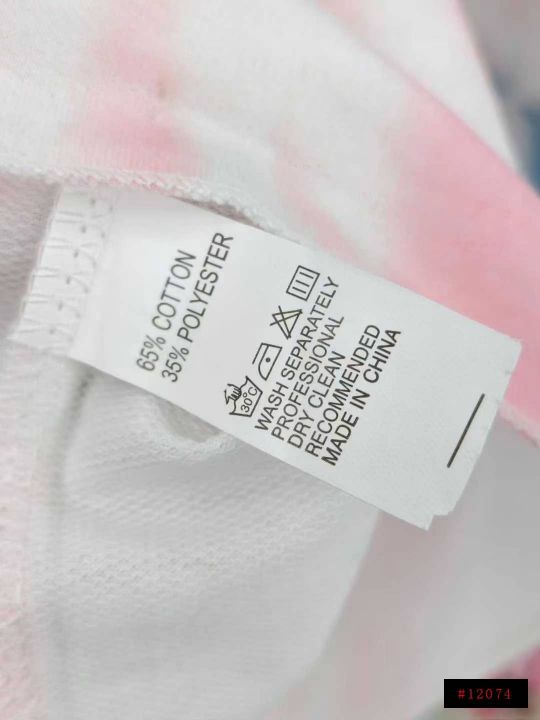 65% COTTON
35% POLYESTER
30°C
WASH SEPARATELY
PROFESSIONAL
DRY CLEAN
RECOMMENDED
MADE IN CHINA
#12074